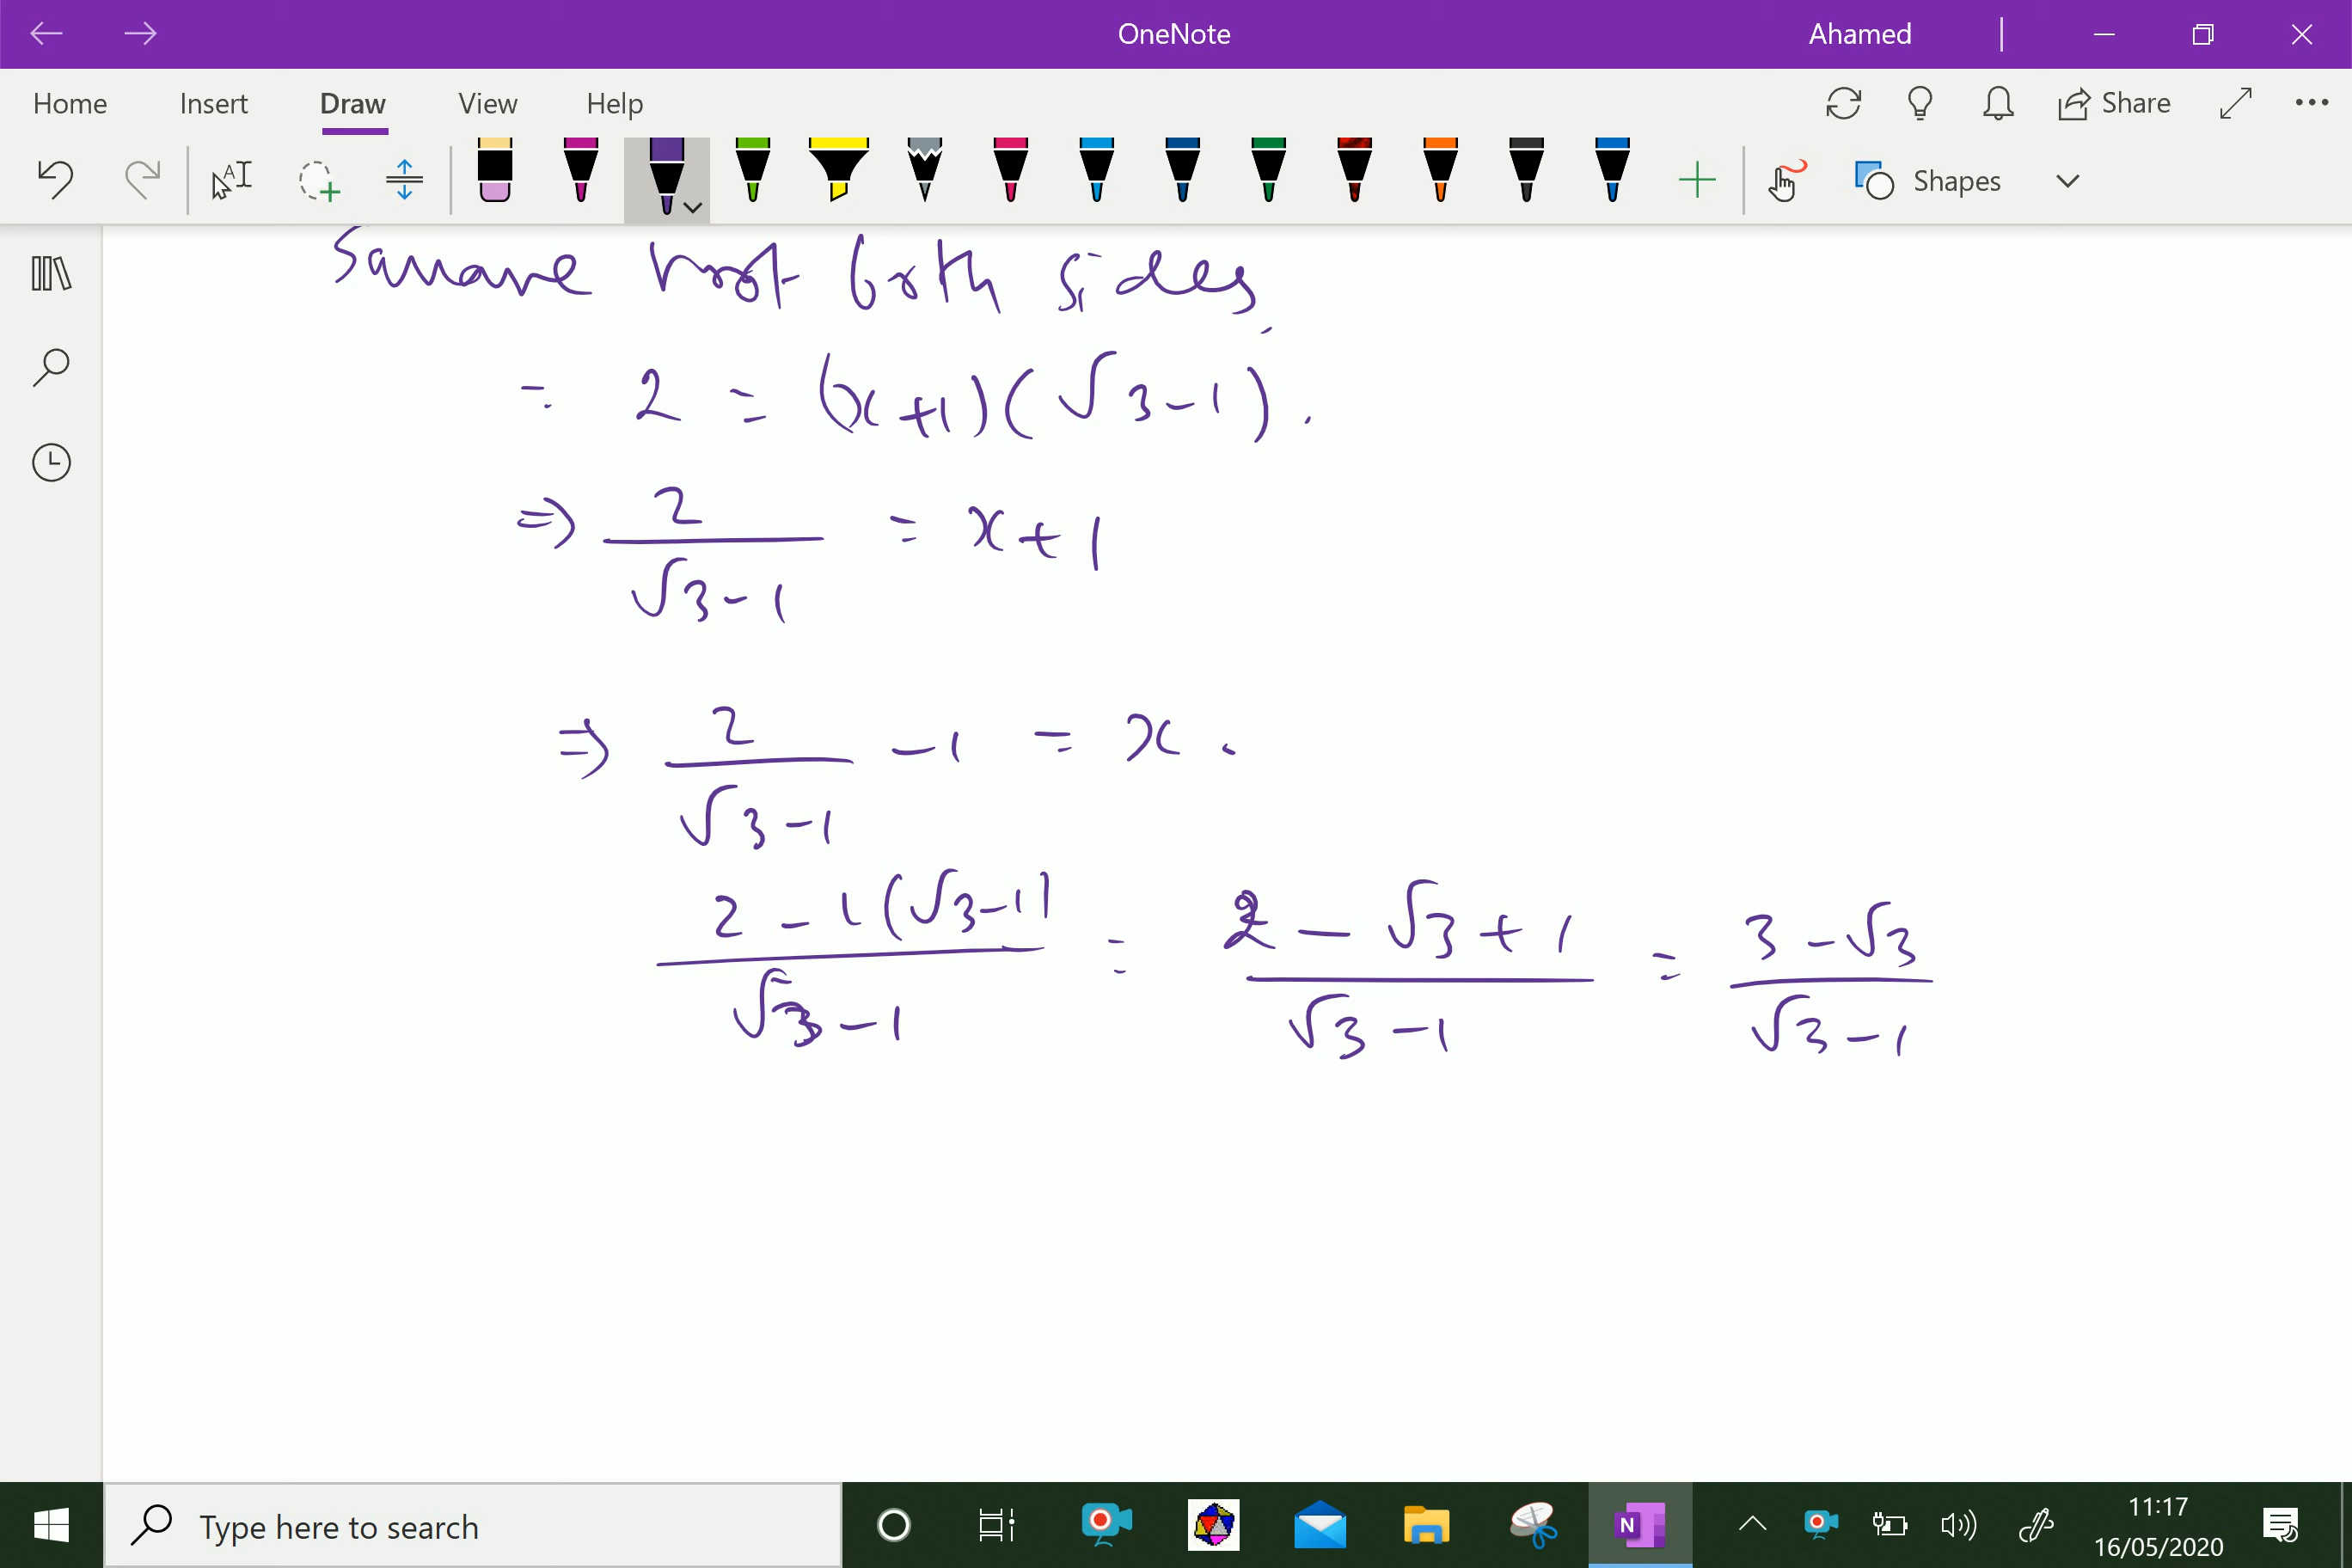 OneNote
Ahamed
Home Insert Draw View Help
Share
Shapes
Square root both sides.
= 2 = (x+1)(√3-1).
⇒ 2/(√3-1) = x+1
⇒ 2/(√3-1) -1 = x.
(2-1(√3-1))/(√3-1) = (2-√3+1)/(√3-1) = (3-√3)/(√3-1)
Type here to search
N
11:17
16/05/2020